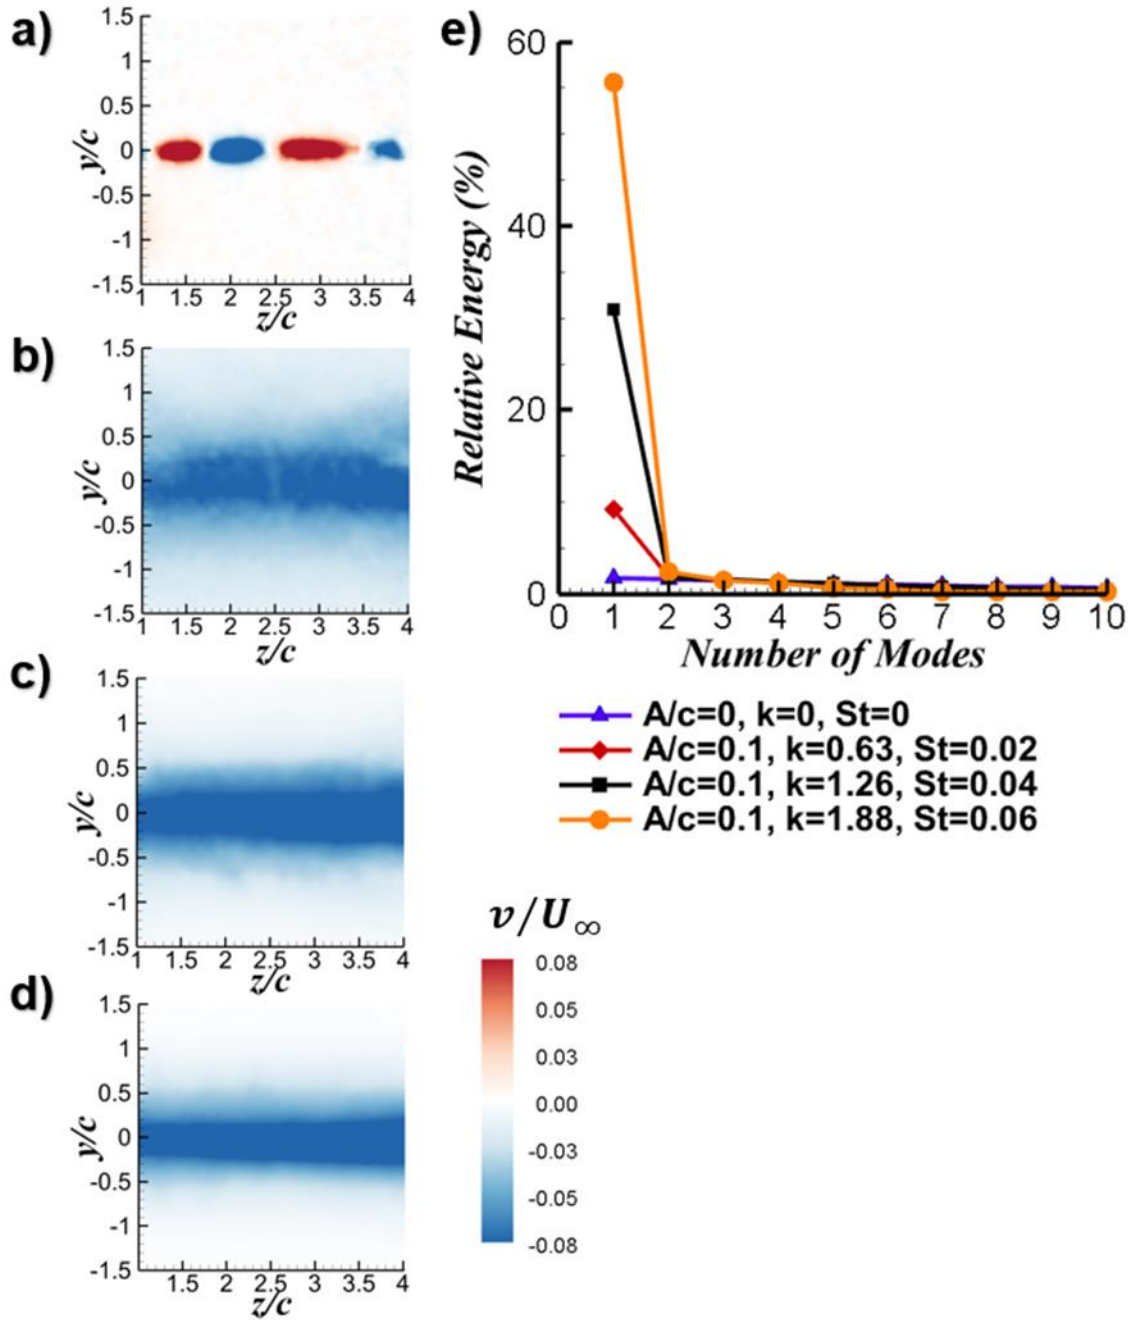 a)
1.5
1
0.5
0
-0.5
-1
-1.5
y/c
1 1.5 2 2.5 3 3.5 4
z/c
b)
1.5
1
0.5
0
-0.5
-1
-1.5
y/c
1 1.5 2 2.5 3 3.5 4
z/c
c)
1.5
1
0.5
0
-0.5
-1
-1.5
y/c
1 1.5 2 2.5 3 3.5 4
z/c
d)
1.5
1
0.5
0
-0.5
-1
-1.5
y/c
1.5 2 2.5 3 3.5 4
z/c
e)
60
40
20
0
Relative Energy (%)
0 1 2 3 4 5 6 7 8 9 10
Number of Modes
A/c=0, k=0, St=0
A/c=0.1, k=0.63, St=0.02
A/c=0.1, k=1.26, St=0.04
A/c=0.1, k=1.88, St=0.06
v/U∞
0.08
0.05
0.03
0.00
-0.03
-0.05
-0.08